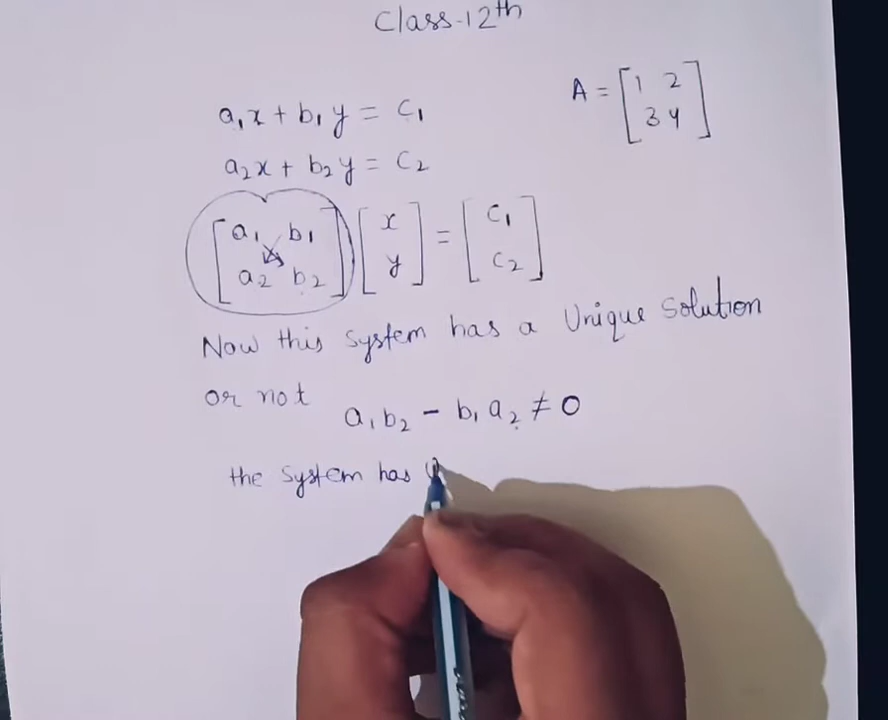 Class-12th
a₁x + b₁y = c₁
a₂x + b₂y = c₂
A = [1 2
3 4]
[a₁ b₁
a₂ b₂] [x
y] = [c₁
c₂]
Now this system has a Unique Solution
or not
a₁b₂ - b₁a₂ ≠ 0
the system has